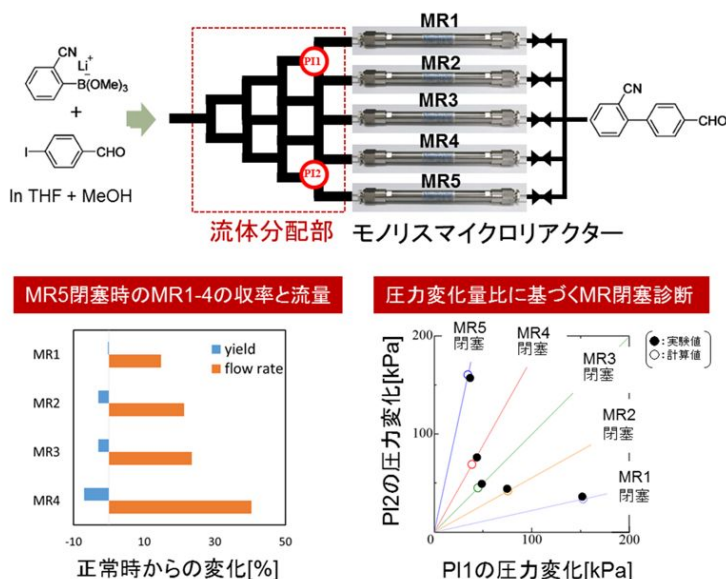 CN
Li+
B(OMe)3
+
I
CHO
In THF + MeOH
PI1
PI2
MR1
MR2
MR3
MR4
MR5
CN
CHO
流体分配部
モノリスマイクロリアクター
MR5閉塞時のMR1-4の収率と流量
yield
flow rate
MR1
MR2
MR3
MR4
-10
10
30
50
正常時からの変化[%]
圧力変化量比に基づくMR閉塞診断
PI2の圧力変化[kPa]
200
100
0
MR5
閉塞
MR4
閉塞
MR3
閉塞
MR2
閉塞
MR1
閉塞
●:実験値
○:計算値
0
100
200
PI1の圧力変化[kPa]